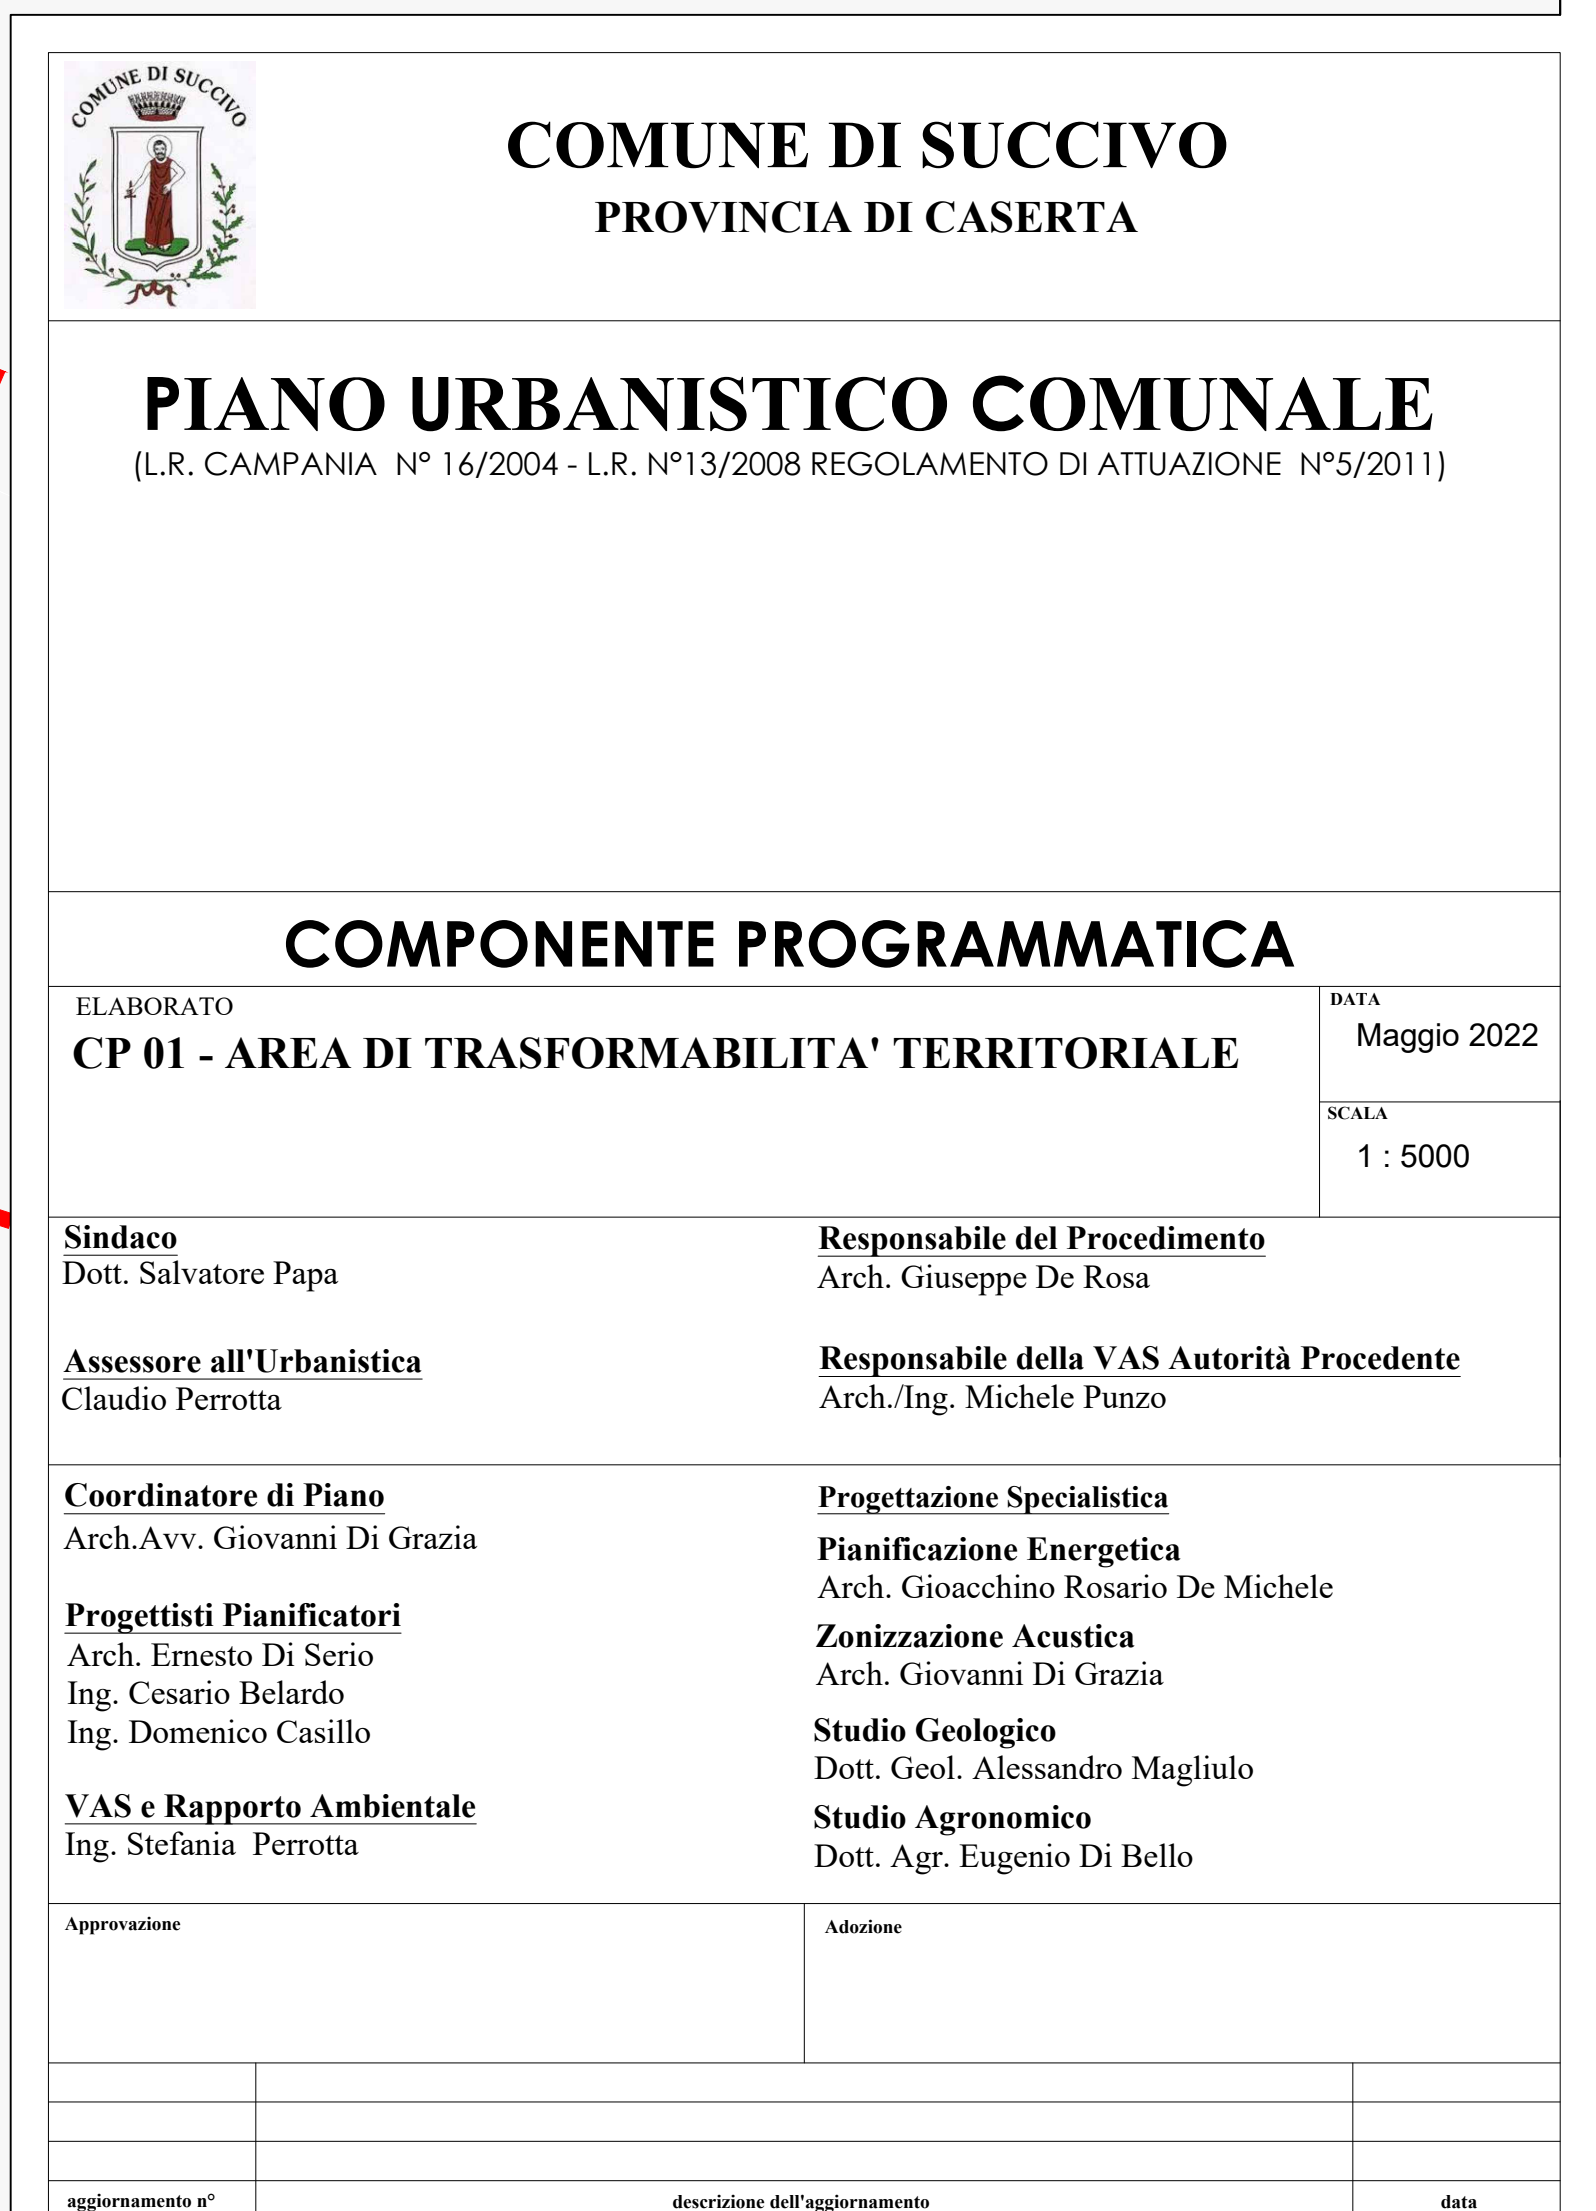 COMUNE DI SUCCIVO
COMUNE DI SUCCIVO
PROVINCIA DI CASERTA
PIANO URBANISTICO COMUNALE
(L.R. CAMPANIA N° 16/2004 - L.R. N°13/2008 REGOLAMENTO DI ATTUAZIONE N°5/2011)
COMPONENTE PROGRAMMATICA
ELABORATO
CP 01 - AREA DI TRASFORMABILITA' TERRITORIALE
DATA
Maggio 2022
SCALA
1 : 5000
Sindaco
Dott. Salvatore Papa
Assessore all'Urbanistica
Claudio Perrotta
Responsabile del Procedimento
Arch. Giuseppe De Rosa
Responsabile della VAS Autorità Procedente
Arch./Ing. Michele Punzo
Coordinatore di Piano
Arch.Avv. Giovanni Di Grazia
Progettisti Pianificatori
Arch. Ernesto Di Serio
Ing. Cesario Belardo
Ing. Domenico Casillo
VAS e Rapporto Ambientale
Ing. Stefania Perrotta
Progettazione Specialistica
Pianificazione Energetica
Arch. Gioacchino Rosario De Michele
Zonizzazione Acustica
Arch. Giovanni Di Grazia
Studio Geologico
Dott. Geol. Alessandro Magliulo
Studio Agronomico
Dott. Agr. Eugenio Di Bello
Approvazione
Adozione
aggiornamento n°
descrizione dell'aggiornamento
data